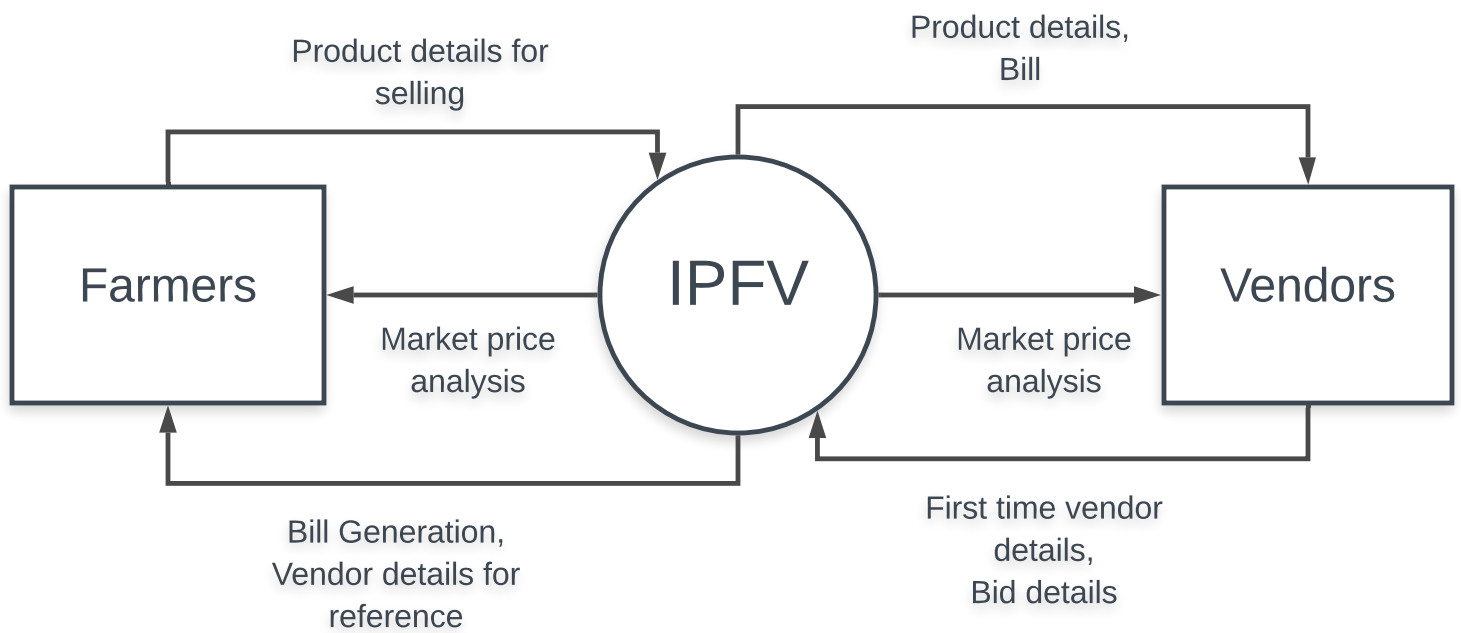 Product details for
selling
Product details,
Bill
Farmers
IPFV
Vendors
Market price
analysis
Market price
analysis
Bill Generation,
Vendor details for
reference
First time vendor
details,
Bid details